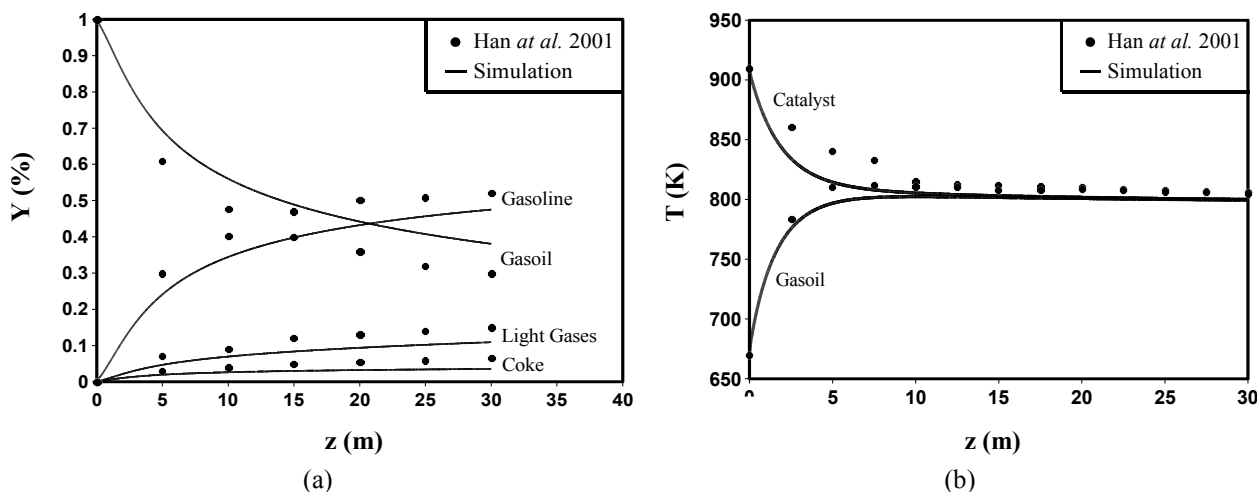 1
0.9
0.8
0.7
0.6
0.5
0.4
0.3
0.2
0.1
0
Y (%)
Han at al. 2001
Simulation
Gasoline
Gasoil
Light Gases
Coke
0 5 10 15 20 25 30 35 40
z (m)
(a)
950
900
850
800
750
700
650
T (K)
Han at al. 2001
Simulation
Catalyst
Gasoil
0 5 10 15 20 25 30
z (m)
(b)